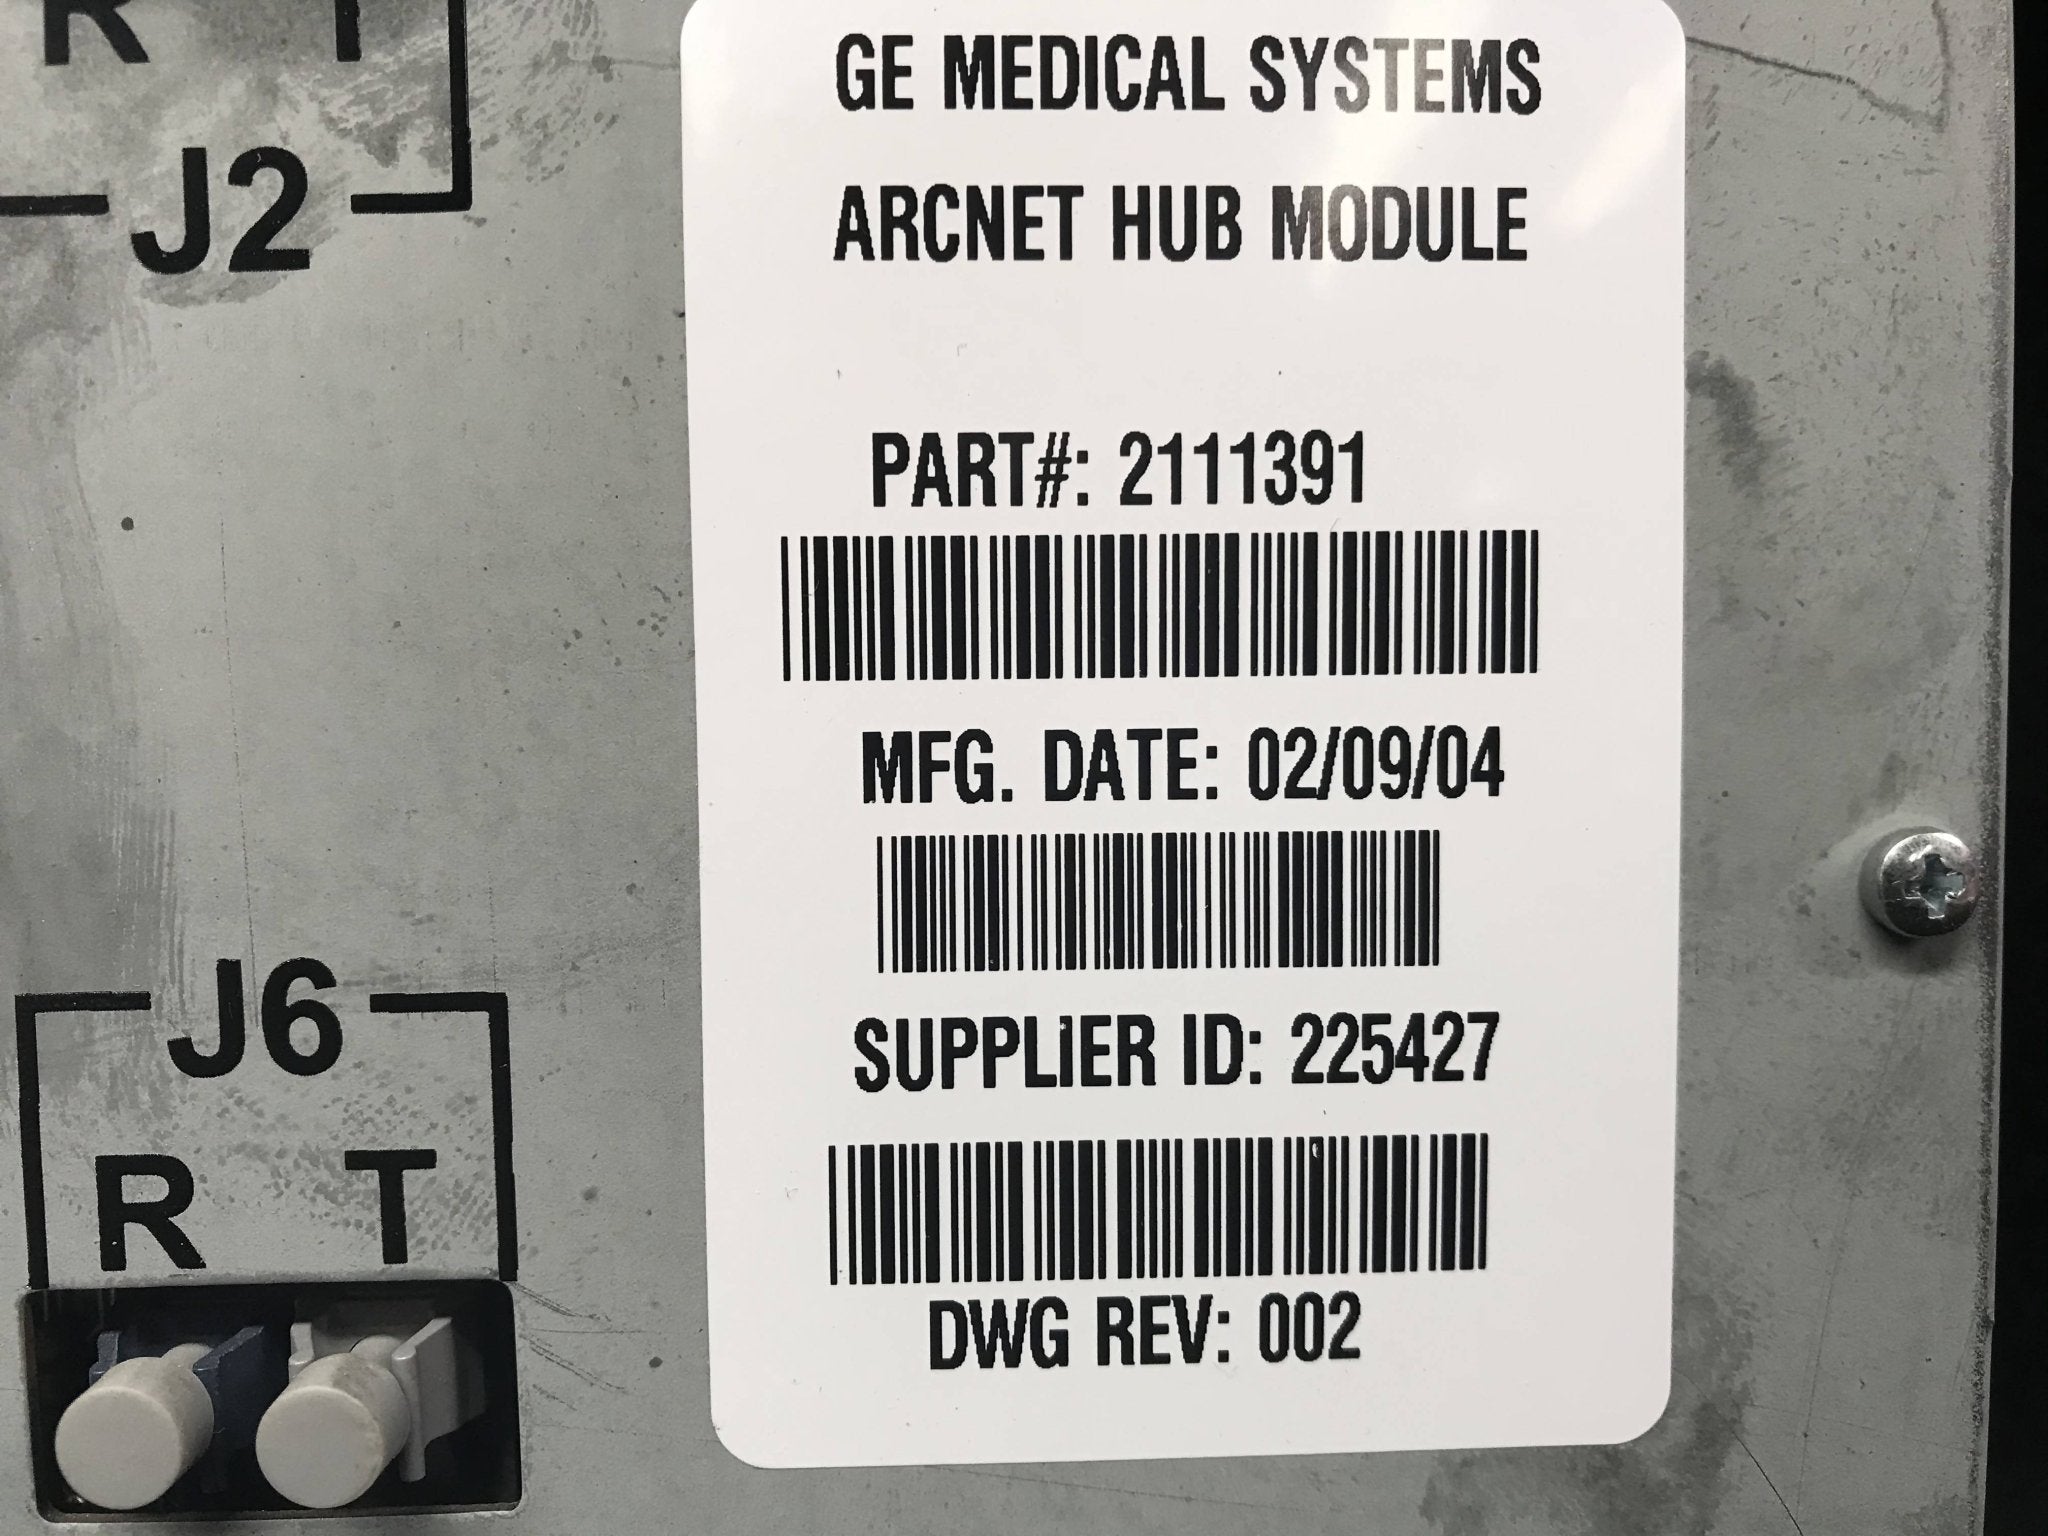 R T
J2
GE MEDICAL SYSTEMS
ARCNET HUB MODULE
PART#: 2111391
MFG. DATE: 02/09/04
SUPPLIER ID: 225427
DWG REV: 002
J6
R T